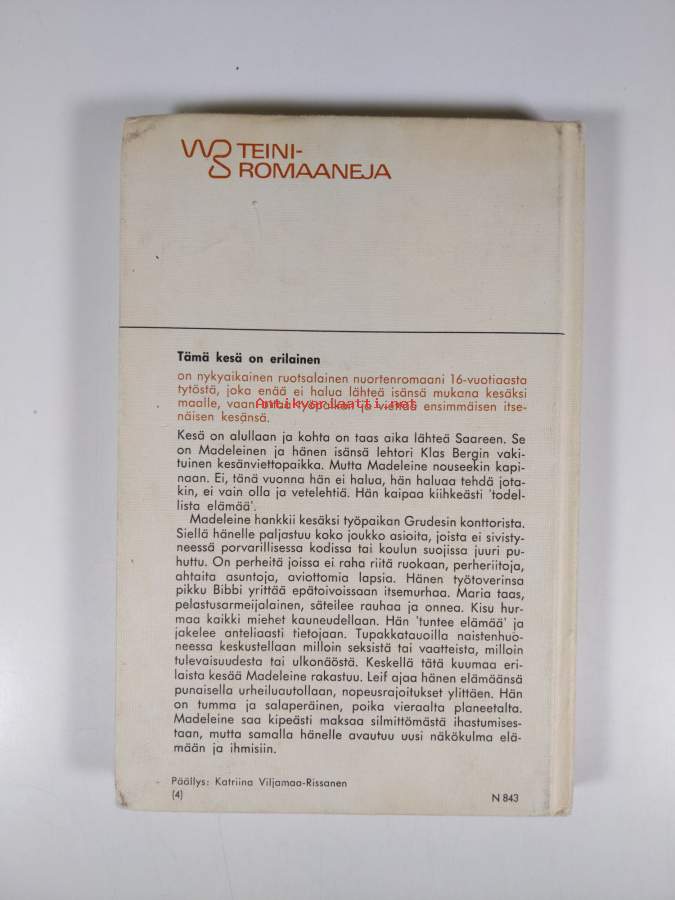 WS TEINI-
ROMAANEJA
Tämä kesä on erilainen
on nykyaikainen ruotsalainen nuortenromaani 16-vuotiaasta
tytöstä, joka enää ei halua lähteä isänsä mukana kesäksi
maalle, vaan ottaa työpaikan ja viettää ensimmäisen itse-
näisen kesänsä.
Antikvariaatti.net
Kesä on alullaan ja kohta on taas aika lähteä Saareen. Se
on Madeleinen ja hänen isänsä lehtori Klas Bergin vaki-
tuinen kesänviettopaikka. Mutta Madeleine nouseekin kapi-
naan. Ei, tänä vuonna hän ei halua, hän haluaa tehdä jota-
kin, ei vain olla ja vetelehtiä. Hän kaipaa kiihkeästi 'todel-
lista elämää'.
Madeleine hankkii kesäksi työpaikan Grudesin konttorista.
Siellä hänelle paljastuu koko joukko asioita, joista ei sivisty-
neessä porvarillisessa kodissa tai koulun suojissa juuri pu-
huttu. On perheitä joissa ei raha riitä ruokaan, perheriitoja,
ahtaita asuntoja, aviottomia lapsia. Hänen työtoverinsa
pikku Bibbi yrittää epätoivoissaan itsemurhaa. Maria taas,
pelastusarmeijalainen, säteilee rauhaa ja onnea. Kisu hur-
maa kaikki miehet kauneudellaan. Hän 'tuntee elämää' ja
jakelee anteliaasti tietojaan. Tupakkatauoilla naistenhuo-
neessa keskustellaan milloin seksistä tai vaatteista, milloin
tulevaisuudesta tai ulkonäöstä. Keskellä tätä kuumaa eri-
laista kesää Madeleine rakastuu. Leif ajaa hänen elämäänsä
punaisella urheiluautollaan, nopeusrajoitukset ylittäen. Hän
on tumma ja salaperäinen, poika vieraalta planeetalta.
Madeleine saa kipeästi maksaa silmittömästä ihastumises-
taan, mutta samalla hänelle avautuu uusi näkökulma elä-
mään ja ihmisiin.
Päällys: Katriina Viljamaa-Rissanen
(4)
N 843